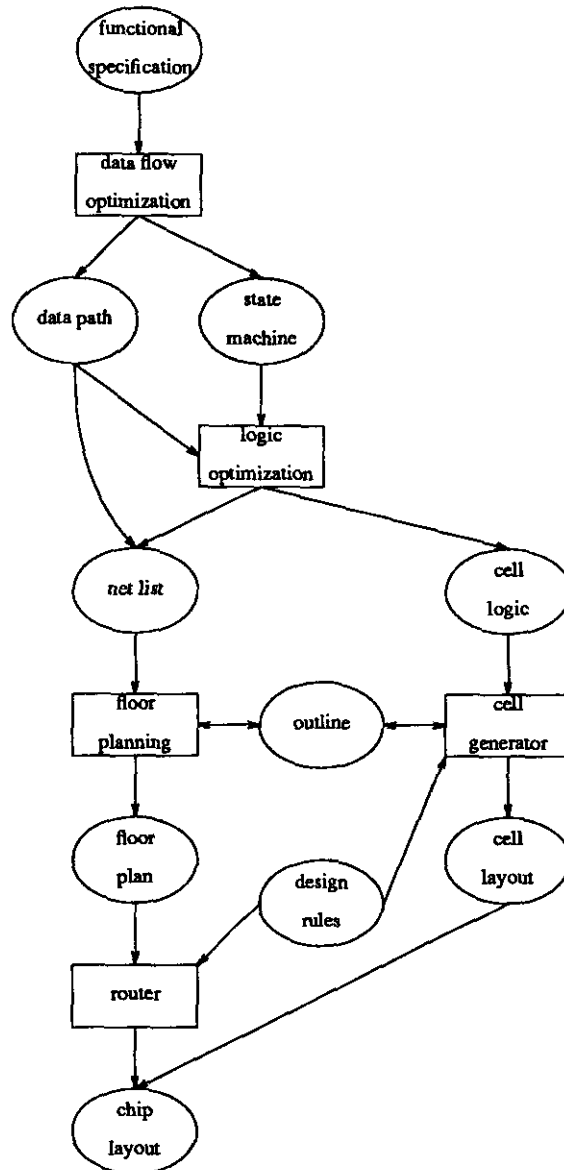 functional
specification
data flow
optimization
data path
state
machine
logic
optimization
net list
cell
logic
floor
planning
outline
cell
generator
floor
plan
design
rules
cell
layout
router
chip
layout